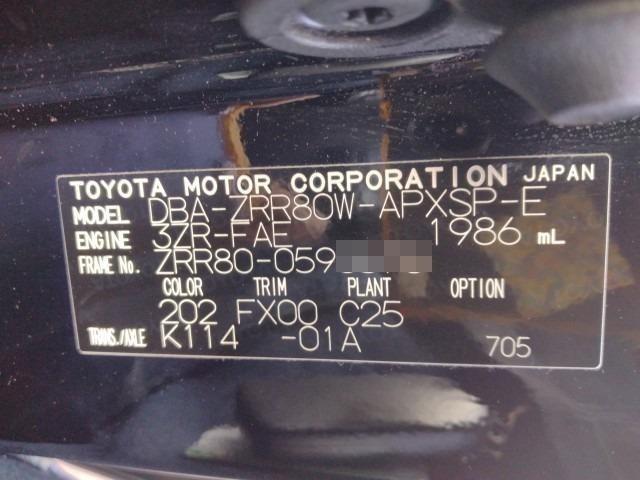 TOYOTA MOTOR CORPORATION JAPAN
MODEL DBA-ZRR80W-APXSP-E
ENGINE 3ZR-FAE 1986 mL
FRAME No. ZRR80-059
COLOR TRIM PLANT OPTION
202 FX00 C25
TRANS./AXLE K114 -01A 705